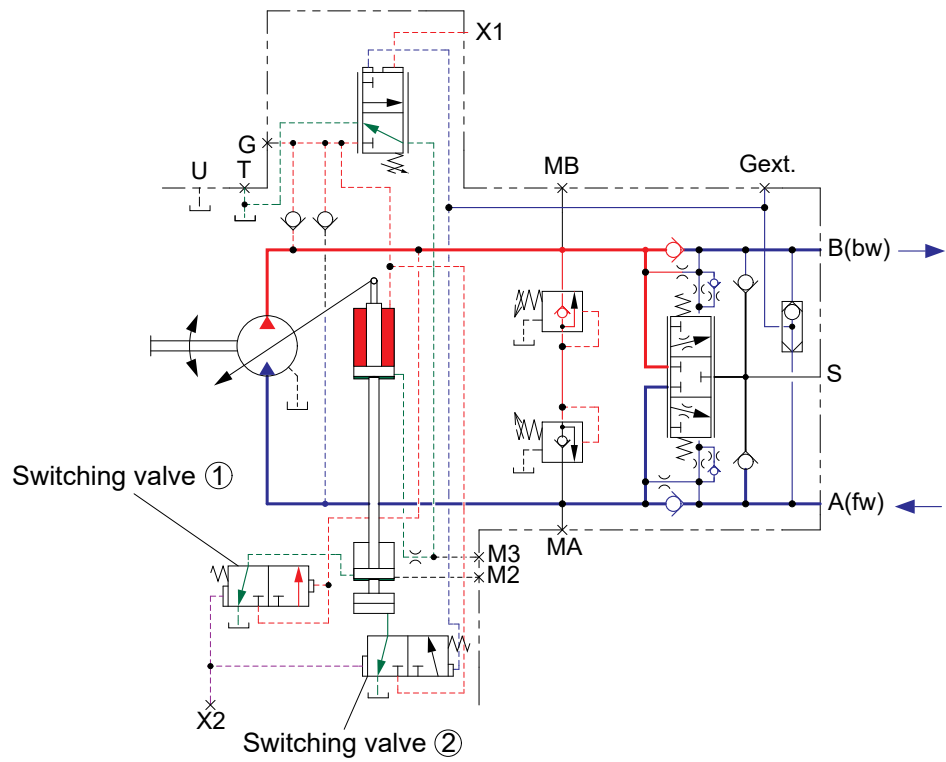 X1
G
U
T
MB
Gext.
B(bw)
S
Switching valve ①
A(fw)
MA
M3
M2
X2
Switching valve ②